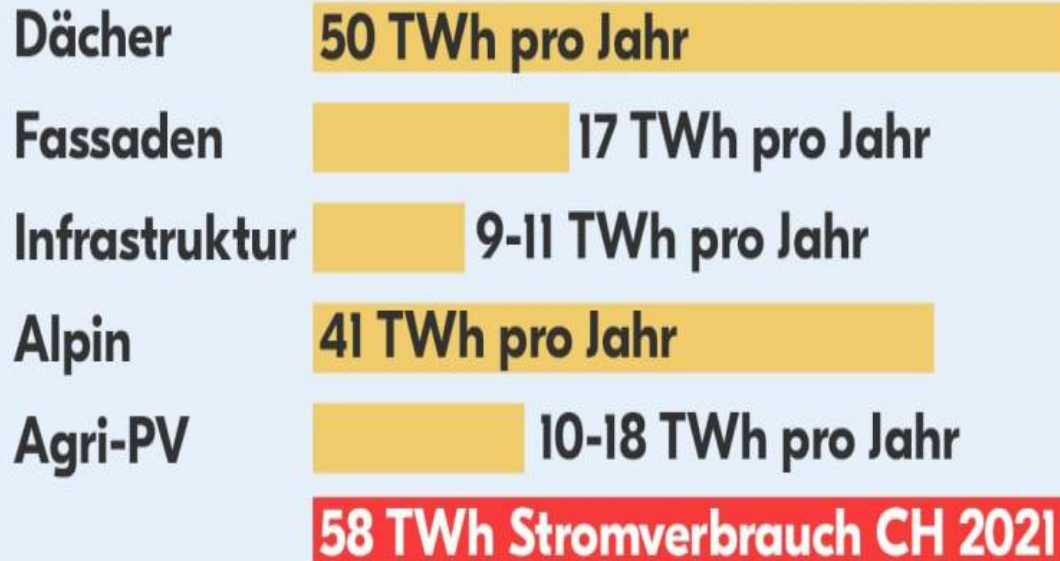 Dächer 50 TWh pro Jahr
Fassaden 17 TWh pro Jahr
Infrastruktur 9-11 TWh pro Jahr
Alpin 41 TWh pro Jahr
Agri-PV 10-18 TWh pro Jahr
58 TWh Stromverbrauch CH 2021